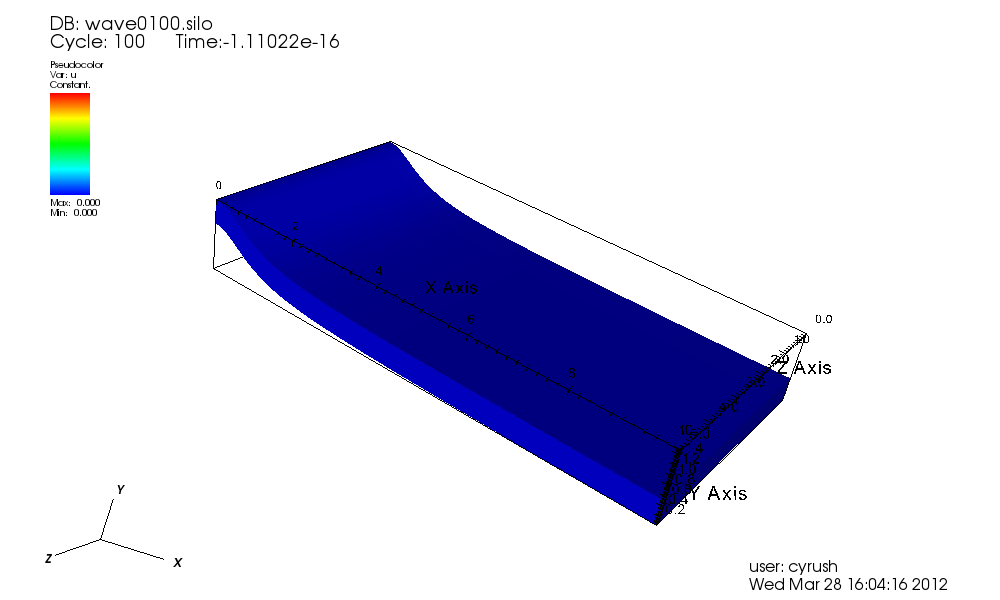 DB: wave0100.silo
Cycle: 100 Time:-1.11022e-16
Pseudocolor
Var: u
Constant.
Max: 0.000
Min: 0.000
0
2
4
X Axis
6
8
0.0
Z Axis
Y Axis
Y
Z
X
user: cyrush
Wed Mar 28 16:04:16 2012